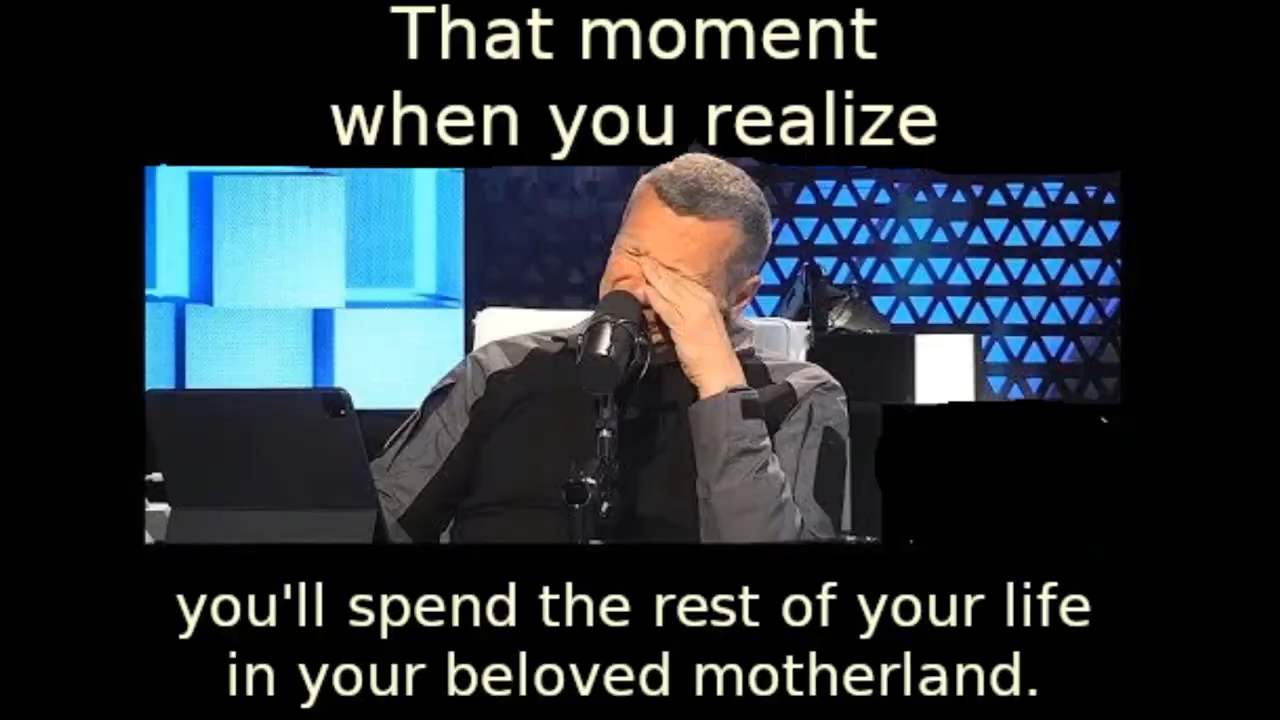 That moment
when you realize
you'll spend the rest of your life
in your beloved motherland.